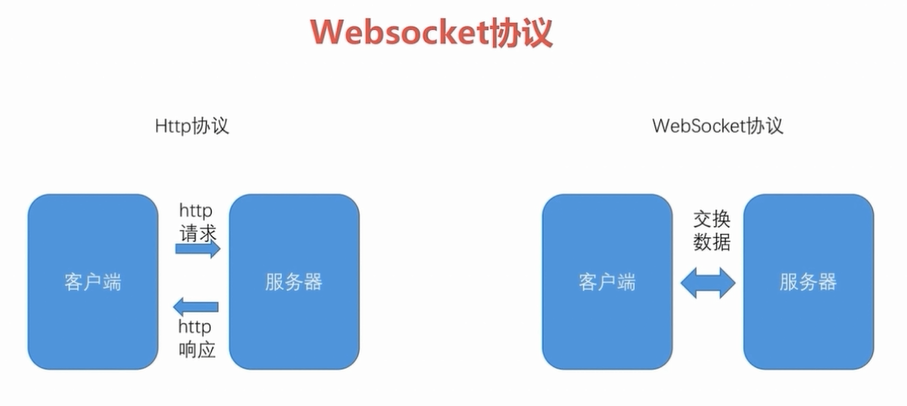 Websocket协议
Http协议
WebSocket协议
客户端
http
请求
http
响应
服务器
客户端
交换
数据
服务器